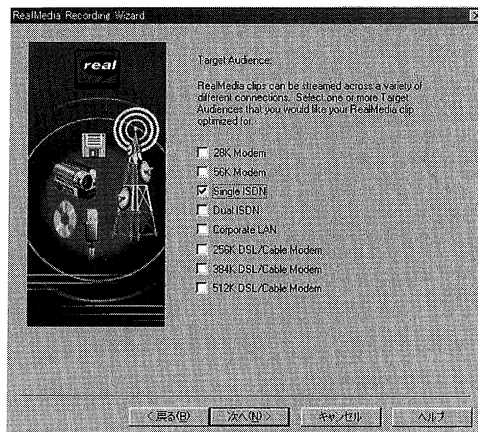 RealMedia Recording Wizard
real
Target Audience:
RealMedia clips can be streamed across a variety of
different connections. Select one or more Target
Audiences that you would like your RealMedia clip
optimized for.
28K Modem
56K Modem
Single ISDN
Dual ISDN
Corporate LAN
256K DSL/Cable Modem
384K DSL/Cable Modem
512K DSL/Cable Modem
< 戻る(B)
次へ(N) >
キャンセル
ヘルプ